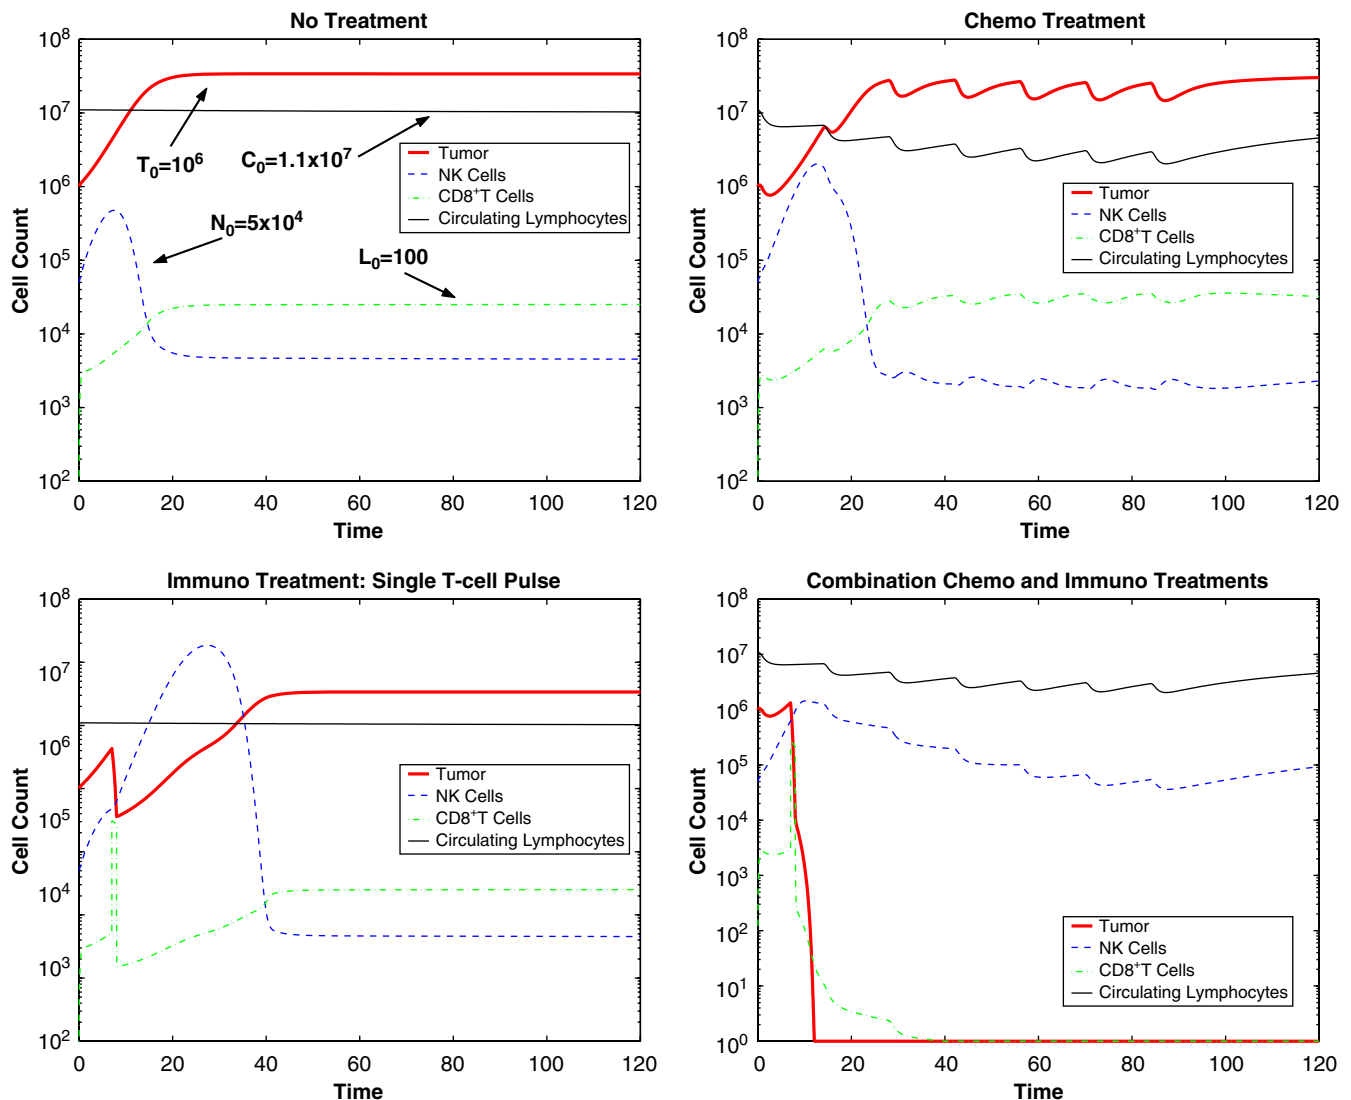 No Treatment
10⁸
10⁷
10⁶
10⁵
10⁴
10³
10²
Cell Count
T₀=10⁶
C₀=1.1x10⁷
N₀=5x10⁴
L₀=100
Tumor
NK Cells
CD8⁺T Cells
Circulating Lymphocytes
0 20 40 60 80 100 120
Time
Chemo Treatment
10⁸
10⁷
10⁶
10⁵
10⁴
10³
10²
Cell Count
Tumor
NK Cells
CD8⁺T Cells
Circulating Lymphocytes
0 20 40 60 80 100 120
Time
Immuno Treatment: Single T-cell Pulse
10⁸
10⁷
10⁶
10⁵
10⁴
10³
10²
Cell Count
Tumor
NK Cells
CD8⁺T Cells
Circulating Lymphocytes
0 20 40 60 80 100 120
Time
Combination Chemo and Immuno Treatments
10⁸
10⁷
10⁶
10⁵
10⁴
10³
10²
10¹
10⁰
Cell Count
Tumor
NK Cells
CD8⁺T Cells
Circulating Lymphocytes
0 20 40 60 80 100 120
Time